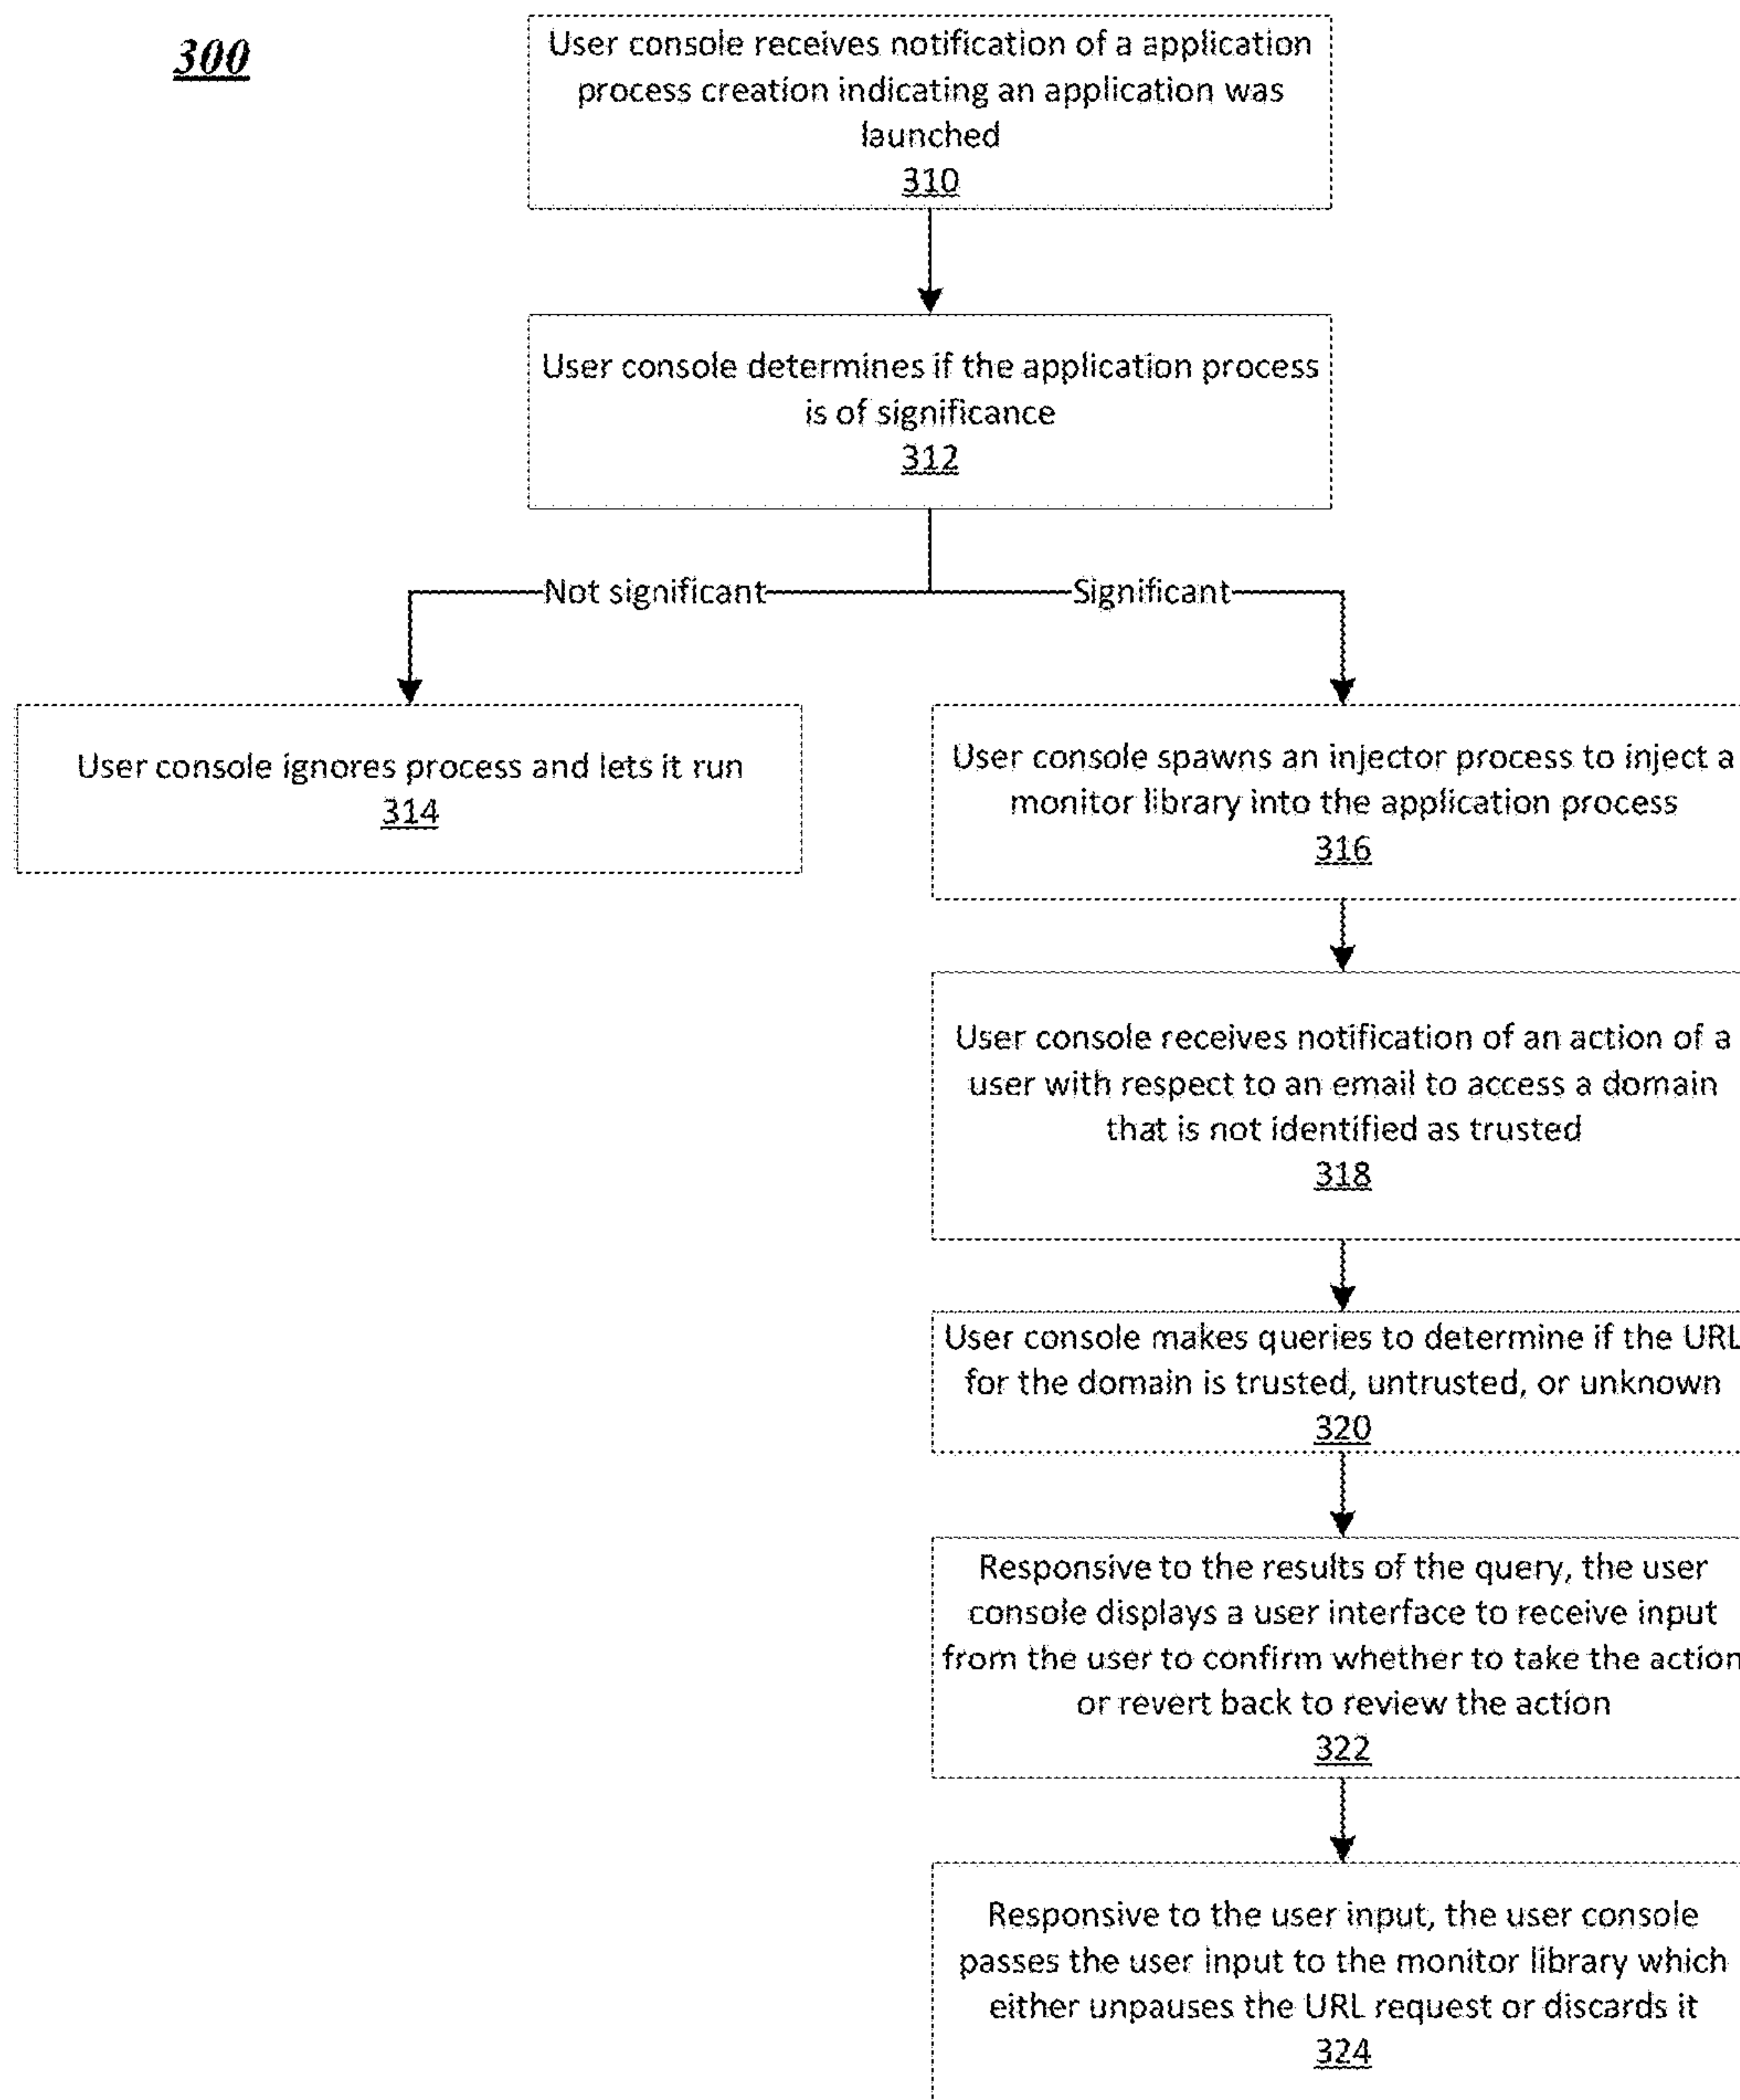 300
User console receives notification of a application
process creation indicating an application was
launched
310
User console determines if the application process
is of significance
312
Not significant
Significant
User console ignores process and lets it run
314
User console spawns an injector process to inject a
monitor library into the application process
316
User console receives notification of an action of a
user with respect to an email to access a domain
that is not identified as trusted
318
User console makes queries to determine if the URL
for the domain is trusted, untrusted, or unknown
320
Responsive to the results of the query, the user
console displays a user interface to receive input
from the user to confirm whether to take the action
or revert back to review the action
322
Responsive to the user input, the user console
passes the user input to the monitor library which
either unpauses the URL request or discards it
324